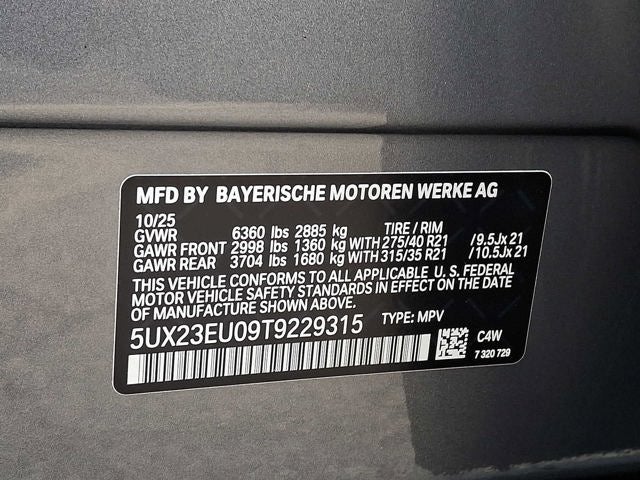 MFD BY BAYERISCHE MOTOREN WERKE AG
10/25
GVWR 6360 lbs 2885 kg TIRE / RIM
GAWR FRONT 2998 lbs 1360 kg WITH 275/40 R21 /9.5Jx 21
GAWR REAR 3704 lbs 1680 kg WITH 315/35 R21 /10.5Jx 21
THIS VEHICLE CONFORMS TO ALL APPLICABLE U. S. FEDERAL
MOTOR VEHICLE SAFETY STANDARDS IN EFFECT ON THE DATE
OF MANUFACTURE SHOWN ABOVE.
5UX23EU09T9229315 TYPE: MPV
C4W
7 320 729